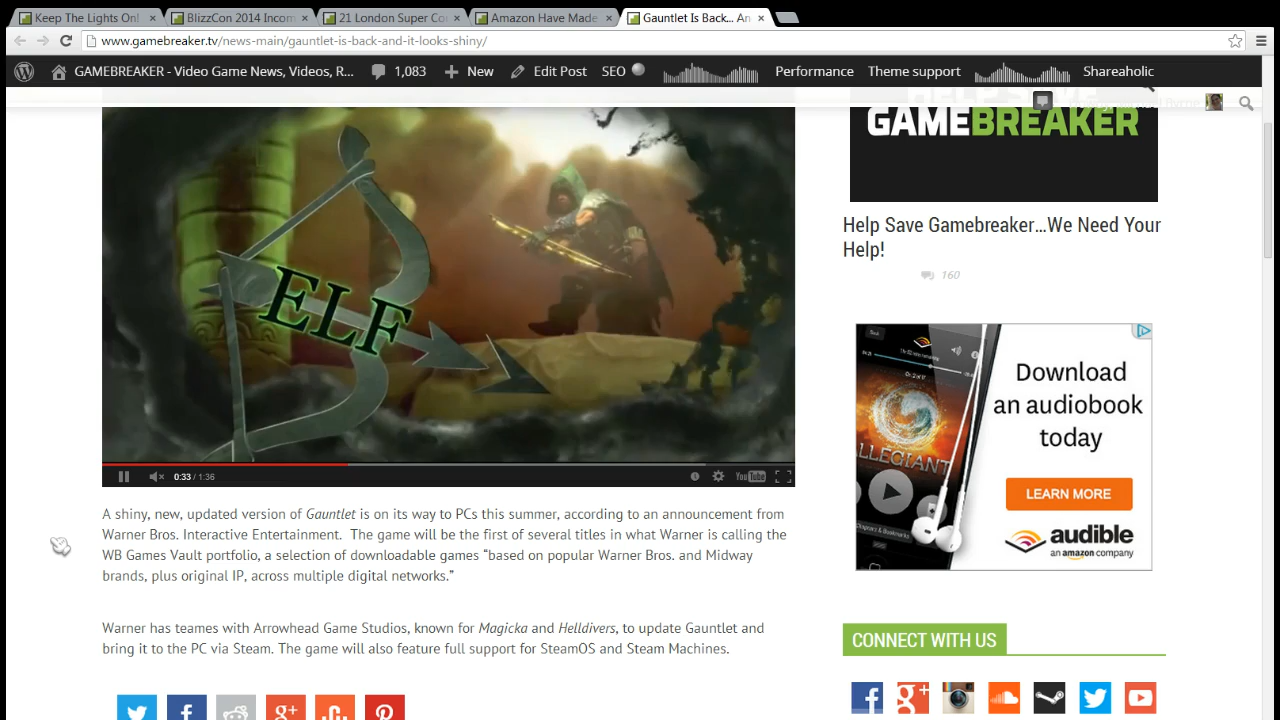 Keep The Lights On!
BlizzCon 2014 Incom
21 London Super Co
Amazon Have Made
Gauntlet Is Back... An
www.gamebreaker.tv/news-main/gauntlet-is-back-and-it-looks-shiny/
GAMEBREAKER - Video Game News, Videos, R...
1,083
New
Edit Post
SEO
Performance
Theme support
Shareaholic
HELP SAVE
GAMEBREAKER
ELF
Help Save Gamebreaker...We Need Your
Help!
160
0:33 / 1:36
YouTube
ALLEGIANT
Download
an audiobook
today
LEARN MORE
audible
an amazon company
A shiny, new, updated version of Gauntlet is on its way to PCs this summer, according to an announcement from
Warner Bros. Interactive Entertainment.  The game will be the first of several titles in what Warner is calling the
WB Games Vault portfolio, a selection of downloadable games “based on popular Warner Bros. and Midway
brands, plus original IP, across multiple digital networks.”
Warner has teames with Arrowhead Game Studios, known for Magicka and Helldivers, to update Gauntlet and
bring it to the PC via Steam. The game will also feature full support for SteamOS and Steam Machines.
CONNECT WITH US